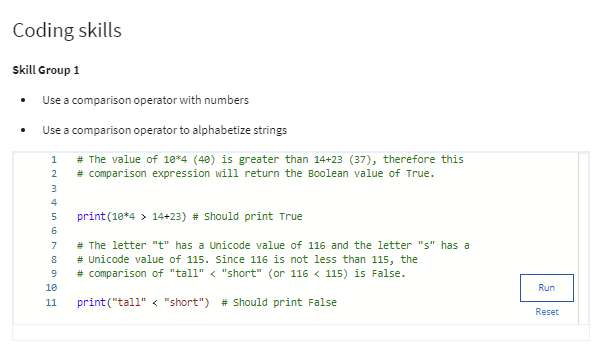 Coding skills
Skill Group 1
• Use a comparison operator with numbers
• Use a comparison operator to alphabetize strings
1 # The value of 10*4 (40) is greater than 14+23 (37), therefore this
2 # comparison expression will return the Boolean value of True.
3
4
5 print(10*4 > 14+23) # Should print True
6
7 # The letter "t" has a Unicode value of 116 and the letter "s" has a
8 # Unicode value of 115. Since 116 is not less than 115, the
9 # comparison of "tall" < "short" (or 116 < 115) is False.
10
11 print("tall" < "short") # Should print False
Run
Reset